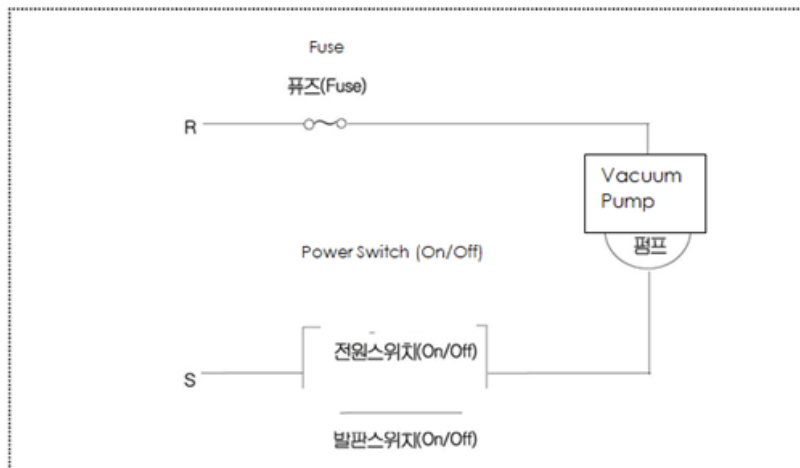 Fuse
퓨즈(Fuse)
R
Vacuum
Pump
펌프
Power Switch (On/Off)
전원스위치(On/Off)
S
발판스위치(On/Off)